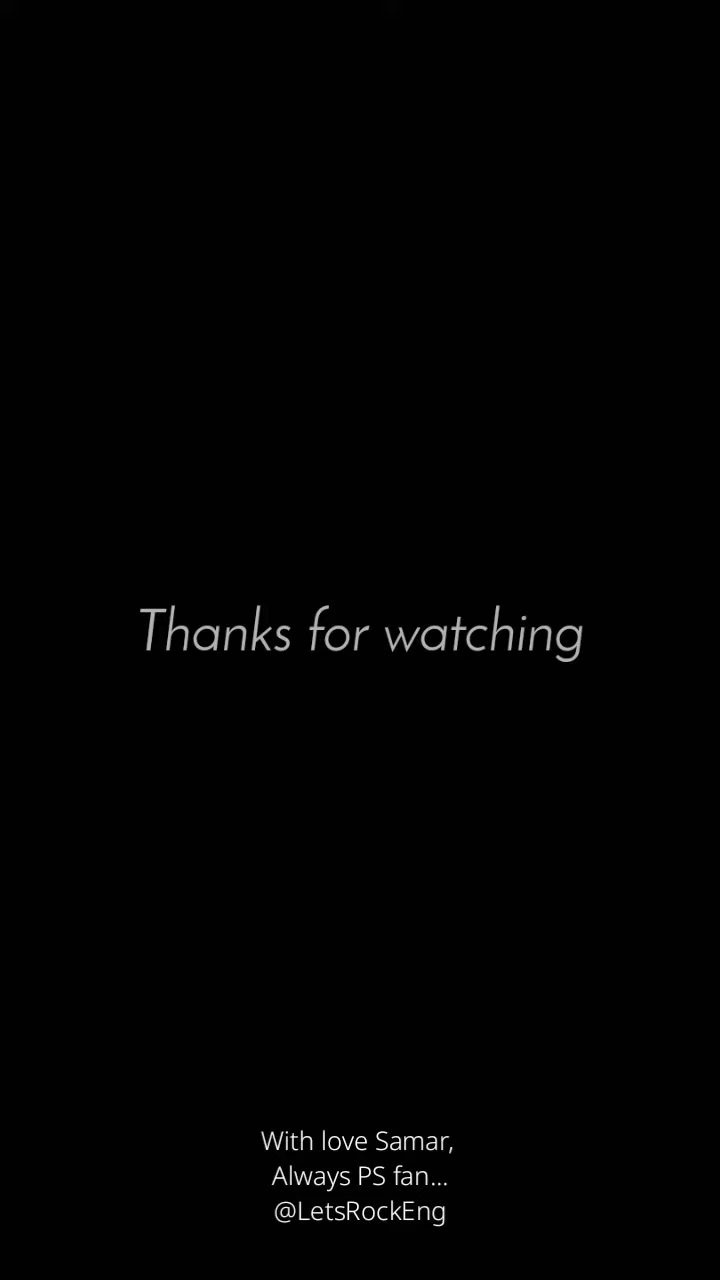 Thanks for watching
With love Samar,
Always PS fan...
@LetsRockEng